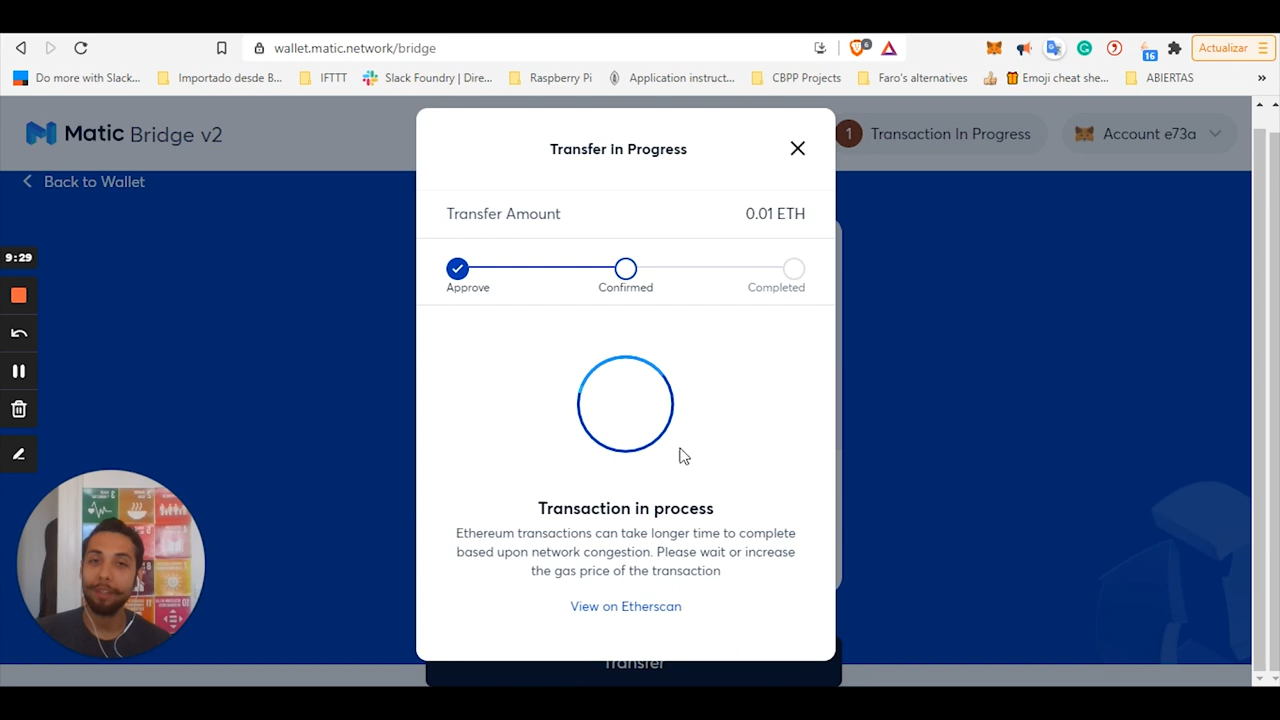 wallet.matic.network/bridge
6
16
Actualizar
Do more with Slack...
Importado desde B...
IFTTT
Slack Foundry | Dire...
Raspberry Pi
Application instruct...
CBPP Projects
Faro's alternatives
Emoji cheat she...
ABIERTAS
»
Matic Bridge v2
Transfer in Progress
1
Transaction In Progress
Account e73a
Back to Wallet
Transfer Amount
0.01 ETH
9:29
Approve
Confirmed
Completed
Transaction in process
Ethereum transactions can take longer time to complete
based upon network congestion. Please wait or increase
the gas price of the transaction
View on Etherscan
Transfer